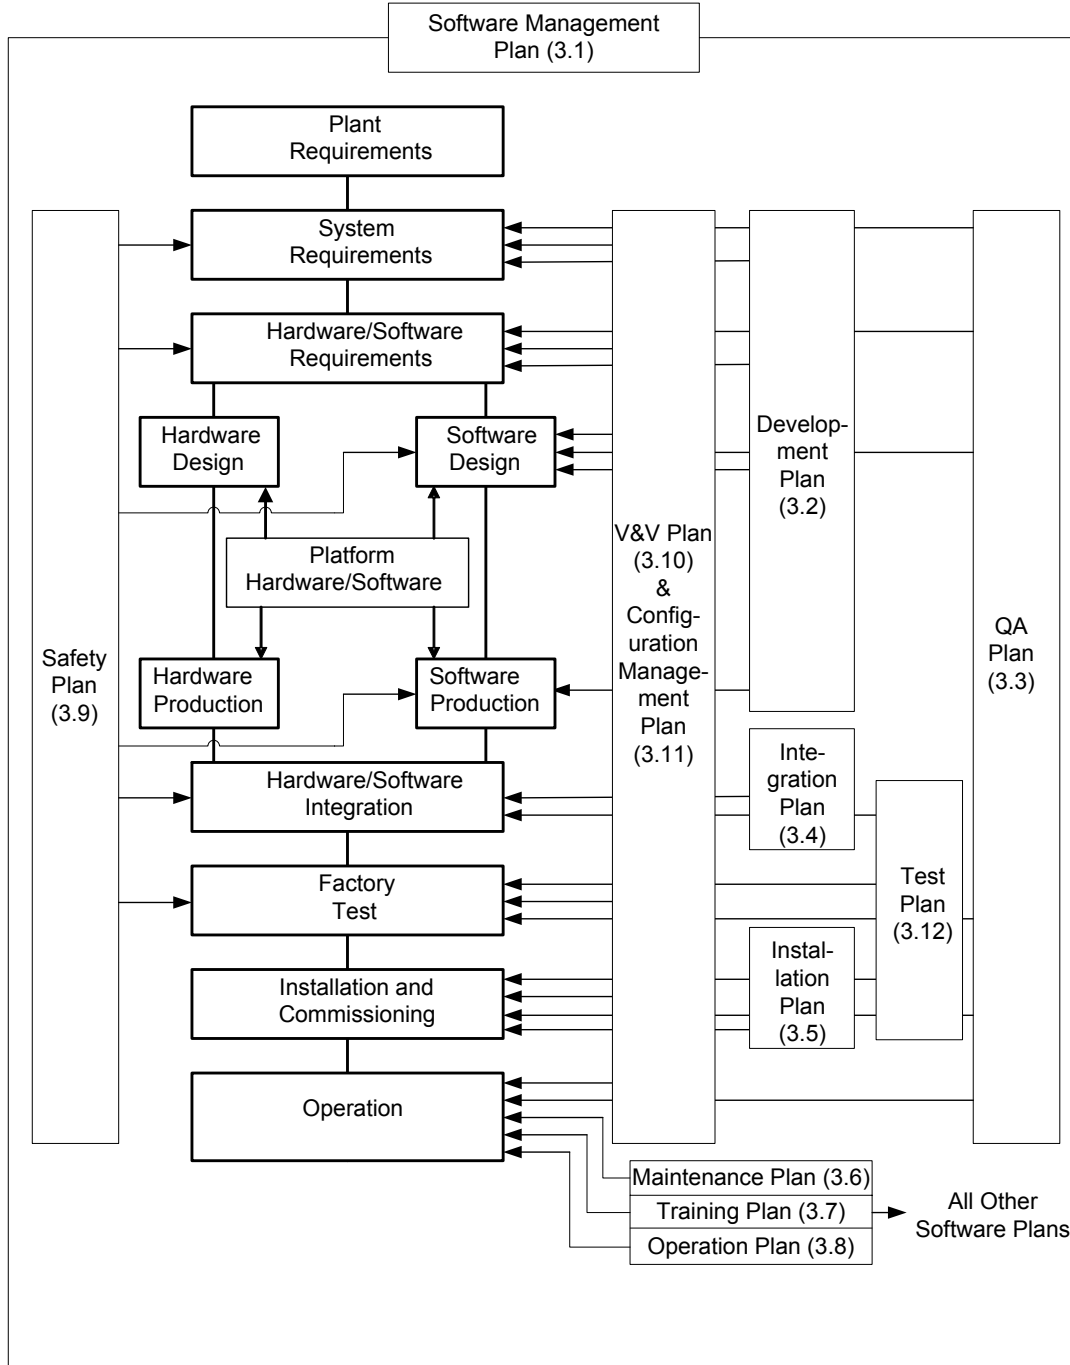 Software Management
Plan (3.1)
Plant
Requirements
System
Requirements
Hardware/Software
Requirements
Hardware
Design
Software
Design
Platform
Hardware/Software
Hardware
Production
Software
Production
Hardware/Software
Integration
Factory
Test
Installation and
Commissioning
Operation
Safety
Plan
(3.9)
V&V Plan
(3.10)
&
Config-
uration
Manage-
ment
Plan
(3.11)
Develop-
ment
Plan
(3.2)
Inte-
gration
Plan
(3.4)
Test
Plan
(3.12)
Instal-
lation
Plan
(3.5)
QA
Plan
(3.3)
Maintenance Plan (3.6)
Training Plan (3.7)
Operation Plan (3.8)
All Other
Software Plans